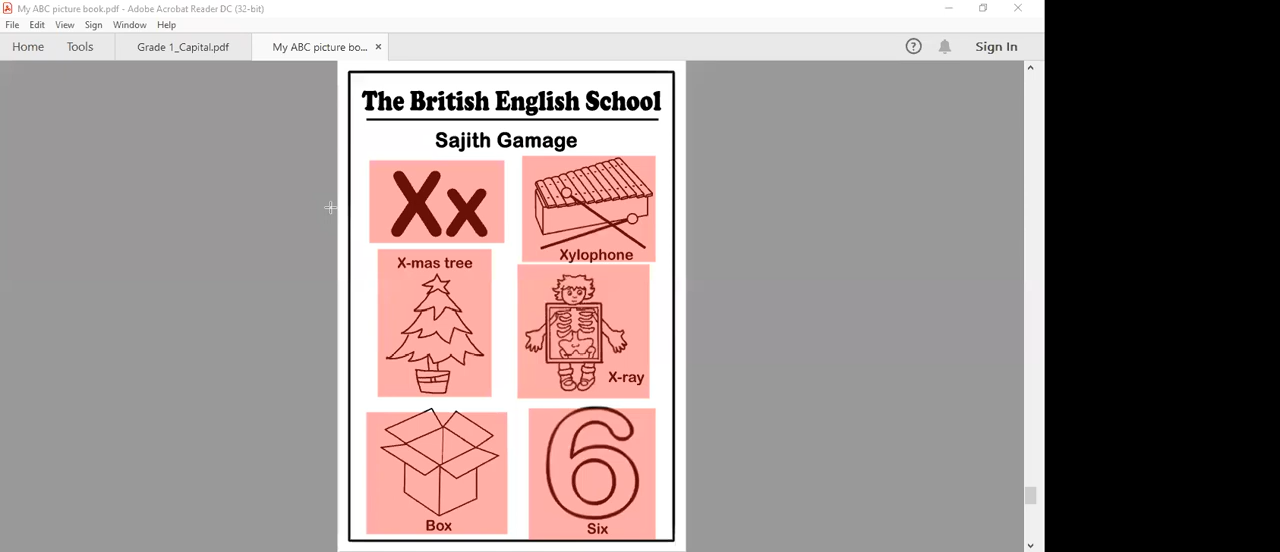 My ABC picture book.pdf - Adobe Acrobat Reader DC (32-bit)
File Edit View Sign Window Help
Home Tools Grade 1_Capital.pdf My ABC picture bo... × ? Sign In
The British English School
Sajith Gamage
Xx
Xylophone
X-mas tree
X-ray
Box
6
Six